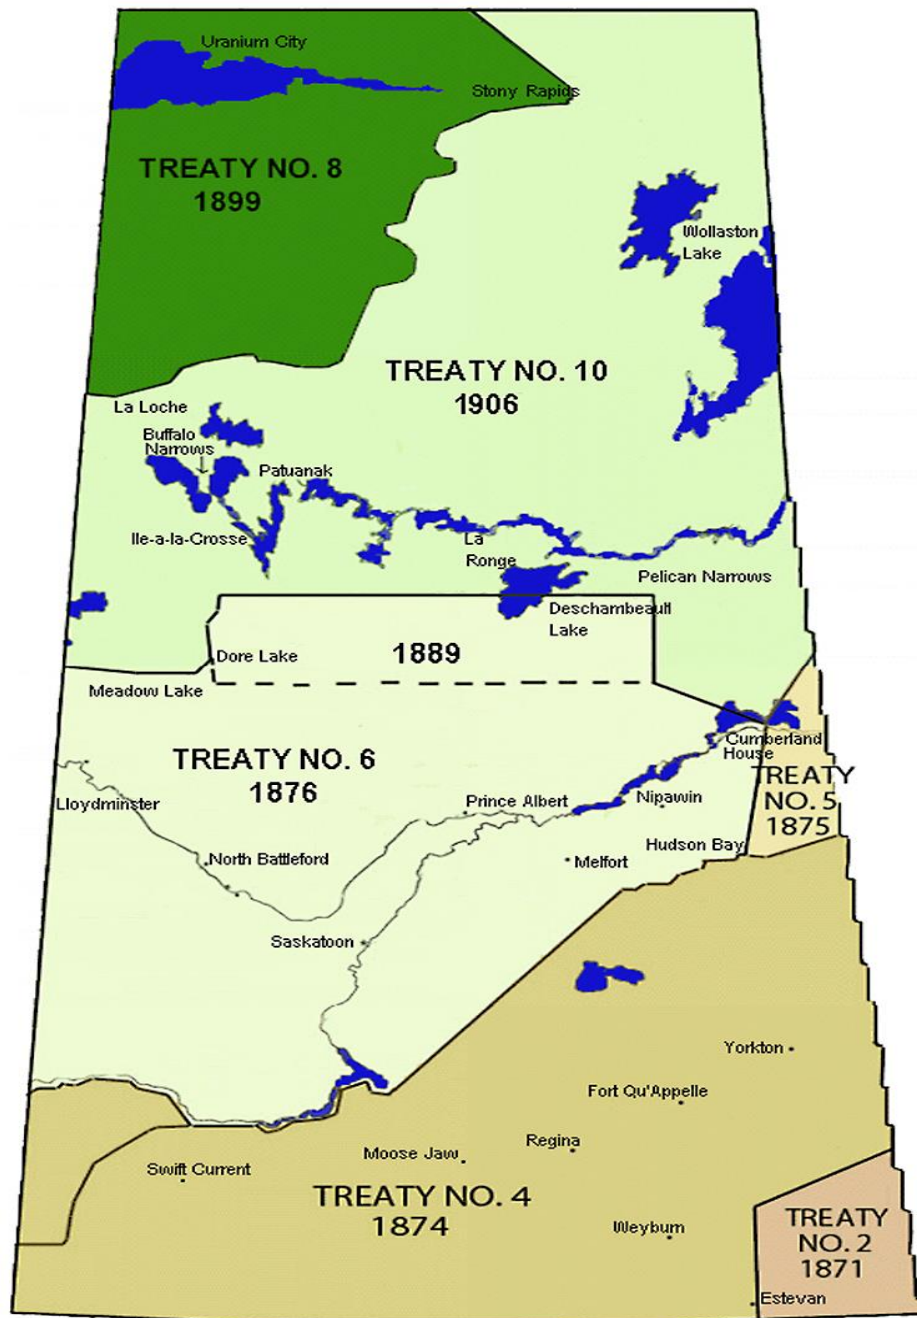 Uranium City
Stony Rapids
TREATY NO. 8
1899
Wollaston
Lake
TREATY NO. 10
1906
La Loche
Buffalo
Narrows
Patuanak
Ile-a-la-Crosse
La
Ronge
Pelican Narrows
Deschambeault
Lake
Dore Lake
1889
Meadow Lake
Cumberland
House
TREATY NO. 6
1876
TREATY
NO. 5
1875
Lloydminster
Prince Albert
Nipawin
Hudson Bay
North Battleford
Melfort
Saskatoon
Yorkton
Fort Qu'Appelle
Regina
Moose Jaw
Swift Current
TREATY NO. 4
1874
Weyburn
TREATY
NO. 2
1871
Estevan